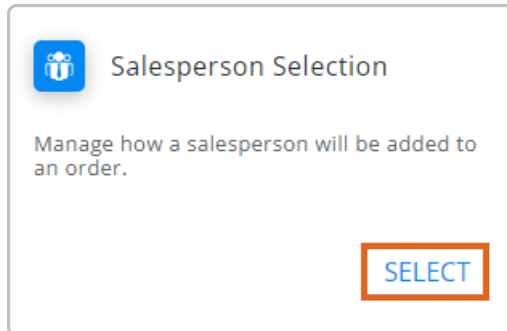 Salesperson Selection
Manage how a salesperson will be added to
an order.
SELECT